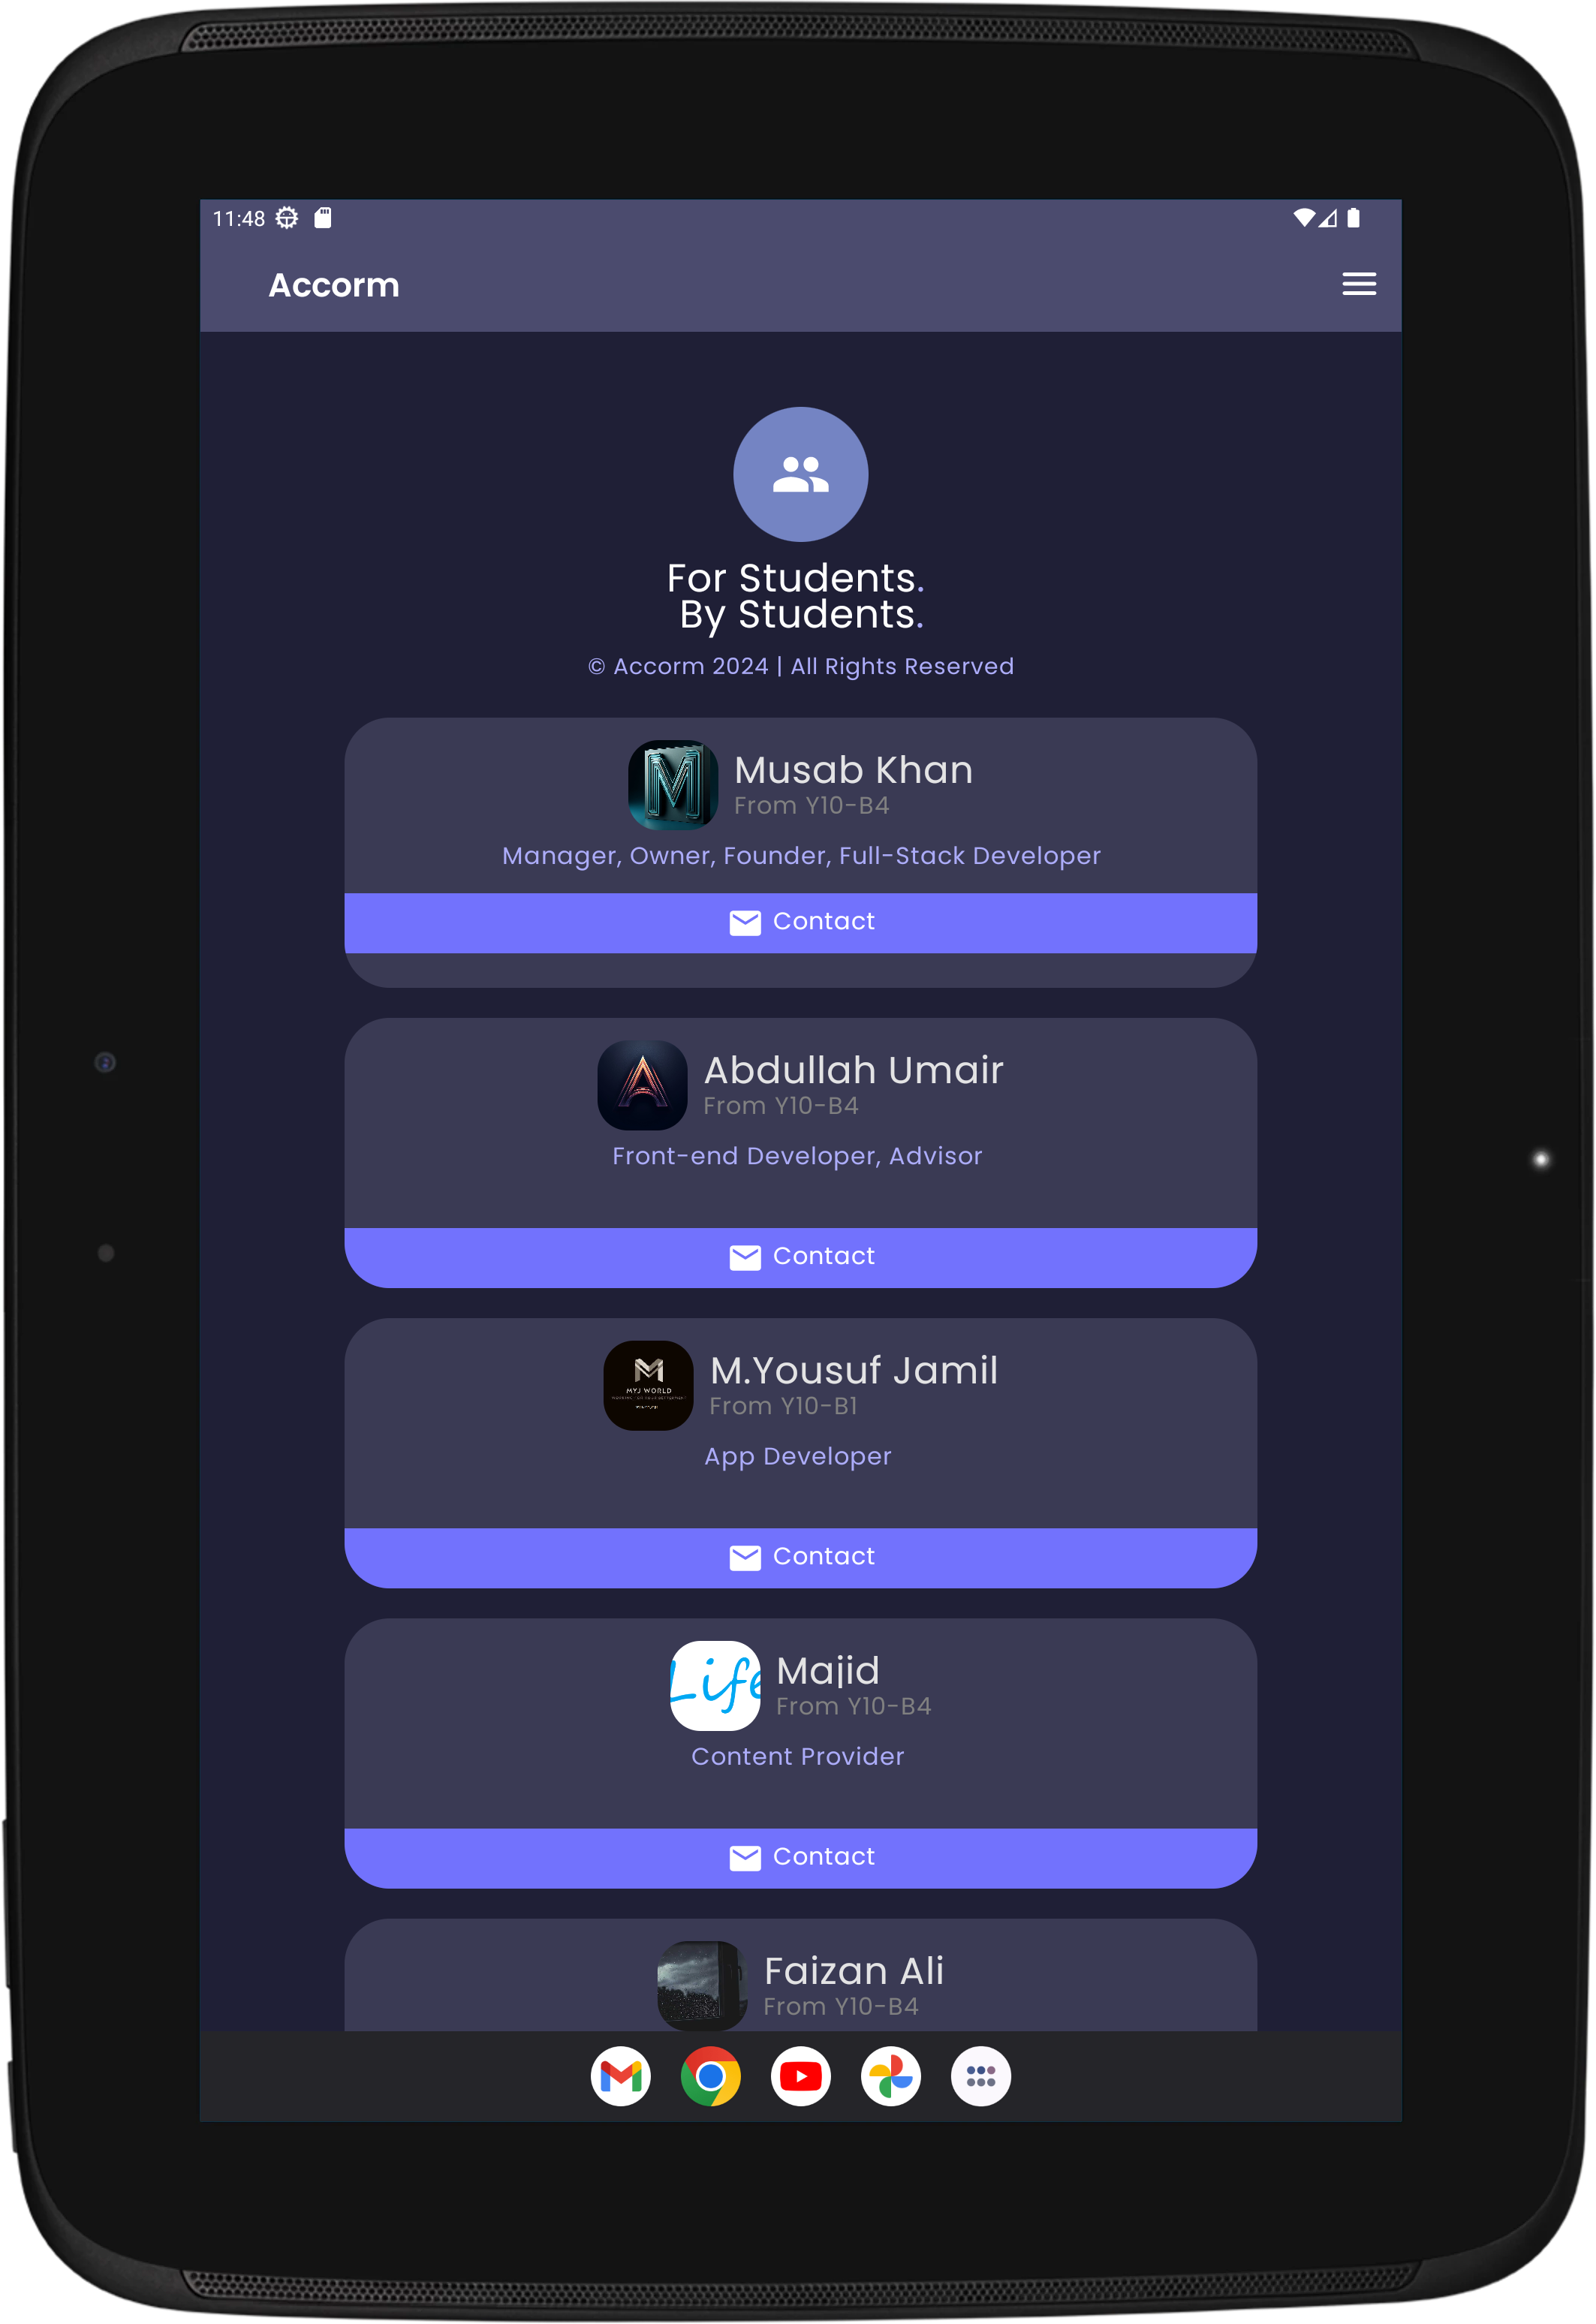 11:48
Accorm
For Students.
By Students.
© Accorm 2024 | All Rights Reserved
M
Musab Khan
From Y10-B4
Manager, Owner, Founder, Full-Stack Developer
Contact
A
Abdullah Umair
From Y10-B4
Front-end Developer, Advisor
Contact
M
MYJ WORLD
M.Yousuf Jamil
From Y10-B1
App Developer
Contact
Life
Majid
From Y10-B4
Content Provider
Contact
Faizan Ali
From Y10-B4